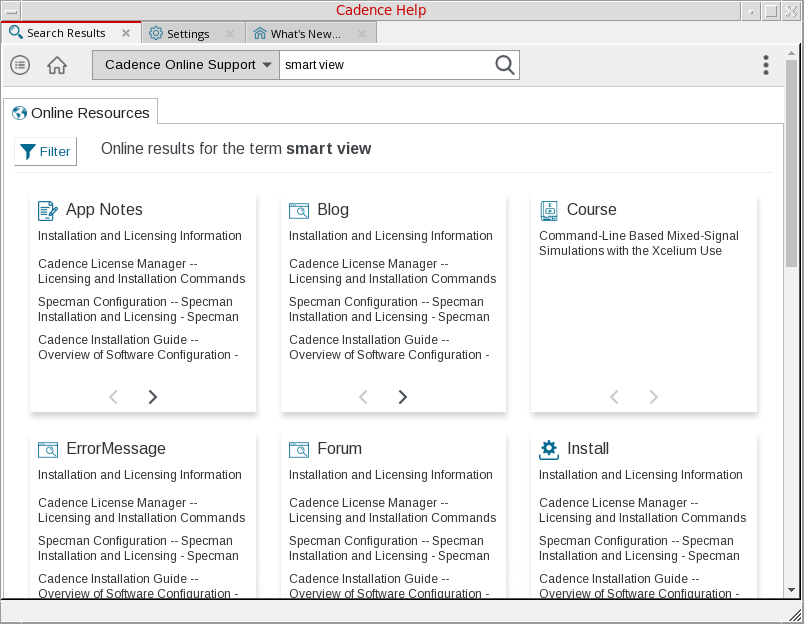 Cadence Help
Search Results
Settings
What's New...
Cadence Online Support
smart view
Online Resources
Filter
Online results for the term smart view
App Notes
Installation and Licensing Information
Cadence License Manager --
Licensing and Installation Commands
Specman Configuration -- Specman
Installation and Licensing - Specman
Cadence Installation Guide --
Overview of Software Configuration -
Blog
Installation and Licensing Information
Cadence License Manager --
Licensing and Installation Commands
Specman Configuration -- Specman
Installation and Licensing - Specman
Cadence Installation Guide --
Overview of Software Configuration -
Course
Command-Line Based Mixed-Signal
Simulations with the Xcelium Use
ErrorMessage
Installation and Licensing Information
Cadence License Manager --
Licensing and Installation Commands
Specman Configuration -- Specman
Installation and Licensing - Specman
Cadence Installation Guide --
Overview of Software Configuration -
Forum
Installation and Licensing Information
Cadence License Manager --
Licensing and Installation Commands
Specman Configuration -- Specman
Installation and Licensing - Specman
Cadence Installation Guide --
Overview of Software Configuration -
Install
Installation and Licensing Information
Cadence License Manager --
Licensing and Installation Commands
Specman Configuration -- Specman
Installation and Licensing - Specman
Cadence Installation Guide --
Overview of Software Configuration -